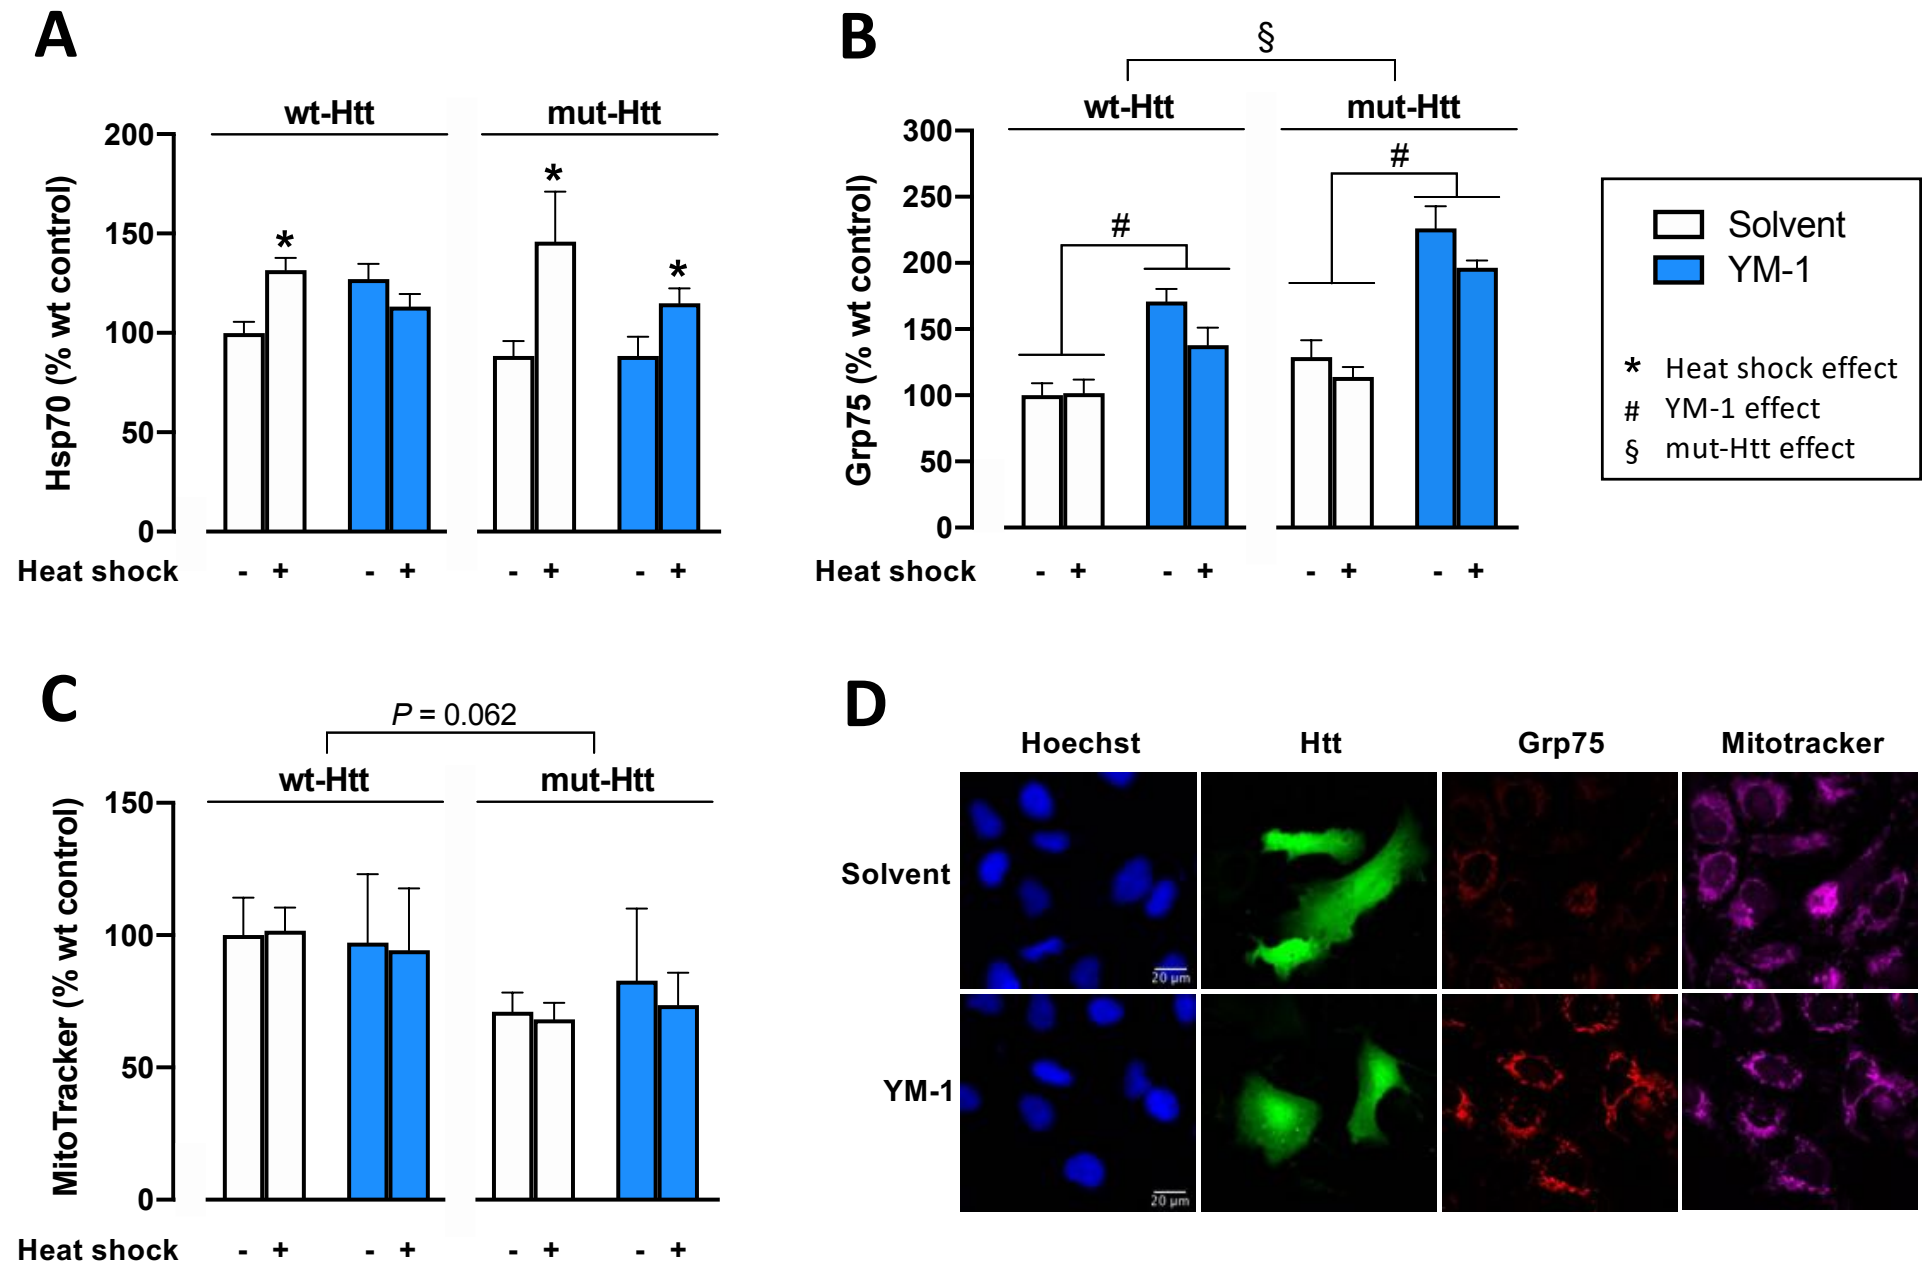 A
wt-Htt
mut-Htt
Hsp70 (% wt control)
200
150
100
50
0
*
*
*
Heat shock - + - + - + - +
B
§
wt-Htt
mut-Htt
Grp75 (% wt control)
300
250
200
150
100
50
0
#
#
Heat shock - + - + - + - +
Solvent
YM-1
* Heat shock effect
# YM-1 effect
§ mut-Htt effect
C
P = 0.062
wt-Htt
mut-Htt
MitoTracker (% wt control)
150
100
50
0
Heat shock - + - + - + - +
D
Hoechst Htt Grp75 Mitotracker
Solvent
20 µm
YM-1
20 µm